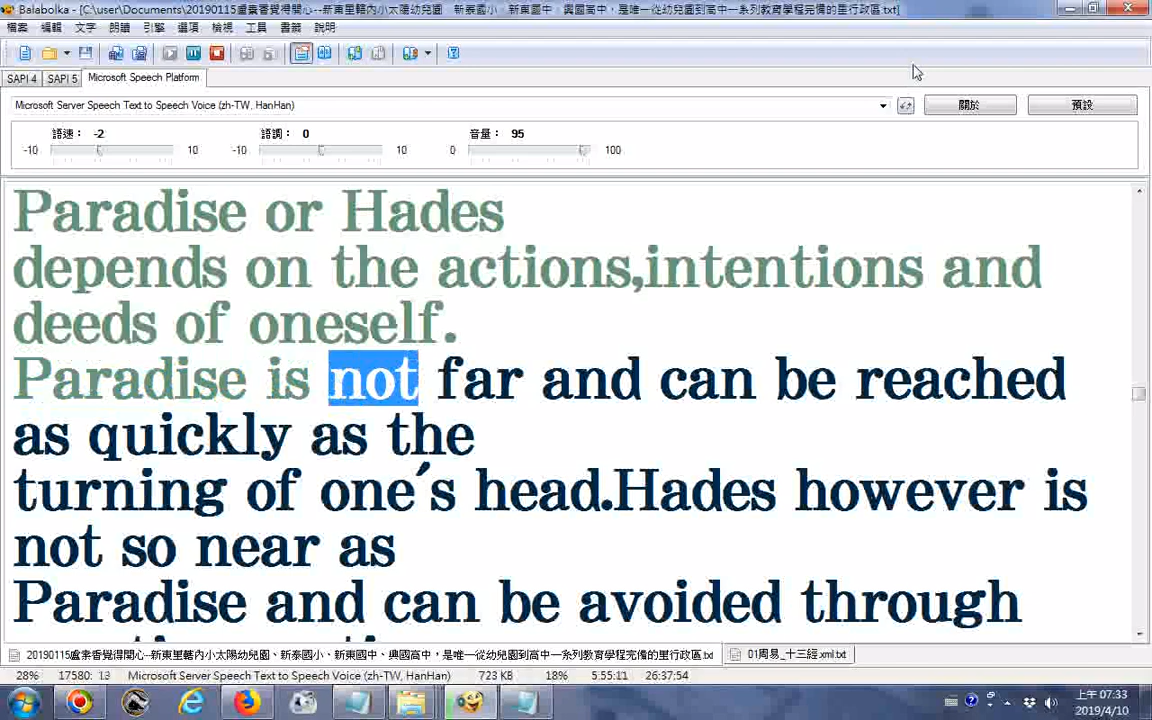 Balabolka - [C:\user\Documents\20190115盧素香覺得開心--新東里轄內小太陽幼兒園、新泰國小、新東國中、興國高中，是唯一從幼兒園到高中一系列教育學程完備的里行政區.txt]
檔案 編輯 文字 朗讀 引擎 選項 檢視 工具 書籤 說明
SAPI 4 SAPI 5 Microsoft Speech Platform
Microsoft Server Speech Text to Speech Voice (zh-TW, HanHan) 關於 預設
語速： -2 語調： 0 音量： 95
-10 10 -10 10 0 100
Paradise or Hades
depends on the actions,intentions and
deeds of oneself.
Paradise is not far and can be reached
as quickly as the
turning of one's head.Hades however is
not so near as
Paradise and can be avoided through
20190115盧素香覺得開心--新東里轄內小太陽幼兒園、新泰國小、新東國中、興國高中，是唯一從幼兒園到高中一系列教育學程完備的里行政區.txt 01周易_十三經.xml.txt
28% 17580: 13 Microsoft Server Speech Text to Speech Voice (zh-TW, HanHan) 723 KB 18% 5:55:11 26:37:54
上午 07:33
2019/4/10